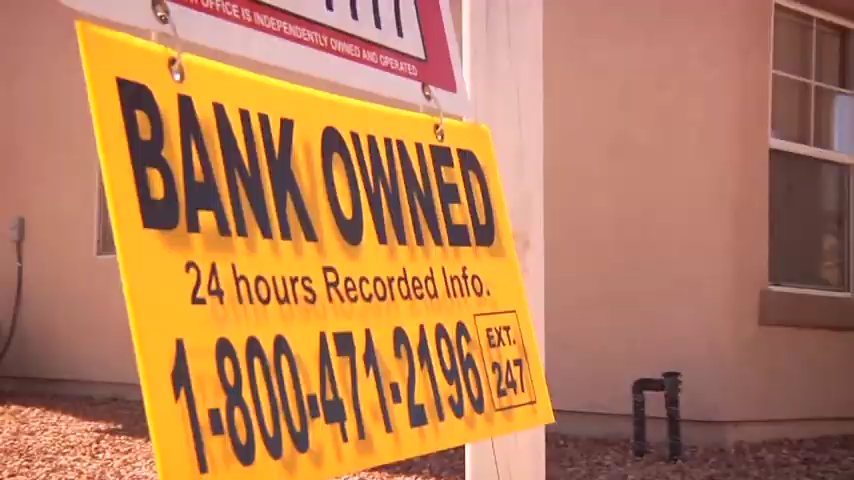 OFFICE IS INDEPENDENTLY OWNED AND OPERATED
BANK OWNED
24 hours Recorded Info.
1-800-471-2196
EXT.
247